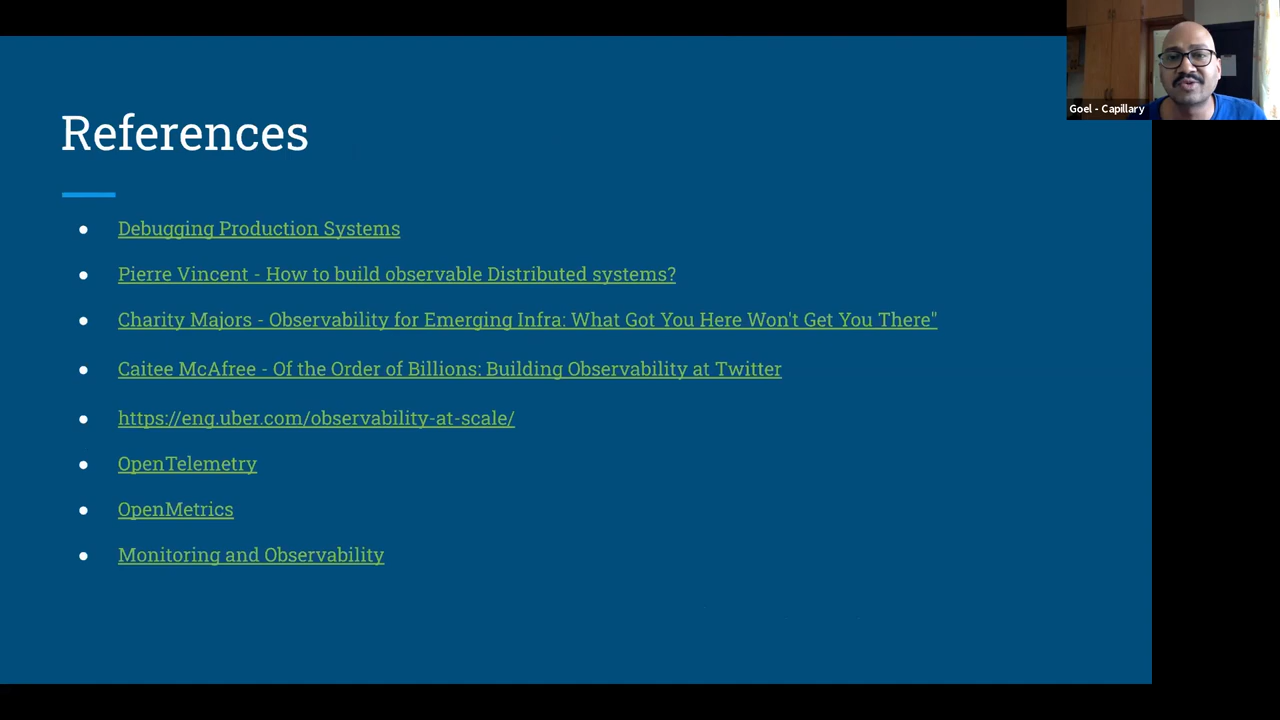 References
Debugging Production Systems
Pierre Vincent - How to build observable Distributed systems?
Charity Majors - Observability for Emerging Infra: What Got You Here Won't Get You There"
Caitee McAfree - Of the Order of Billions: Building Observability at Twitter
https://eng.uber.com/observability-at-scale/
OpenTelemetry
OpenMetrics
Monitoring and Observability
Goel - Capillary